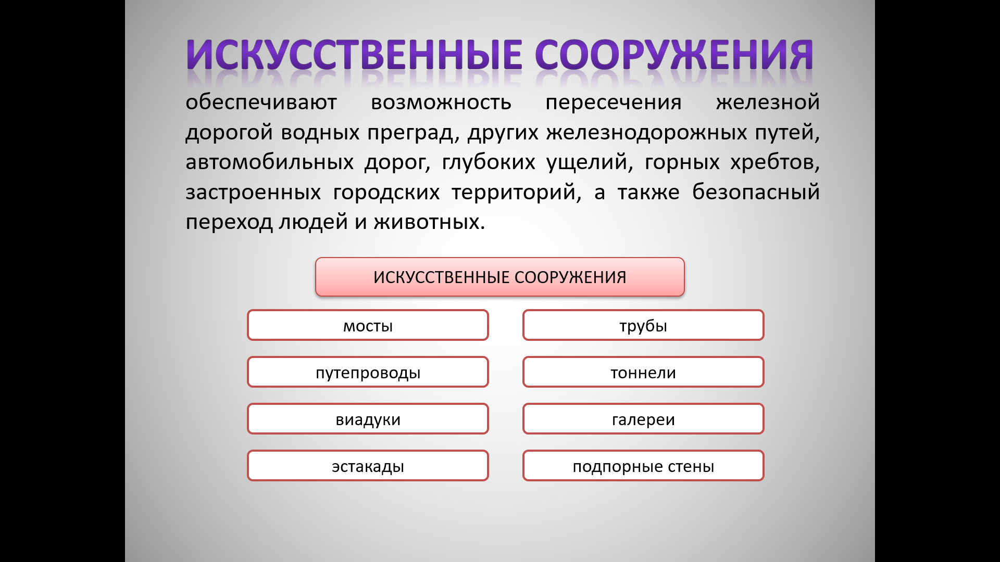 ИСКУССТВЕННЫЕ СООРУЖЕНИЯ
обеспечивают возможность пересечения железной
дорогой водных преград, других железнодорожных путей,
автомобильных дорог, глубоких ущелий, горных хребтов,
застроенных городских территорий, а также безопасный
переход людей и животных.
ИСКУССТВЕННЫЕ СООРУЖЕНИЯ
мосты
трубы
путепроводы
тоннели
виадуки
галереи
эстакады
подпорные стены